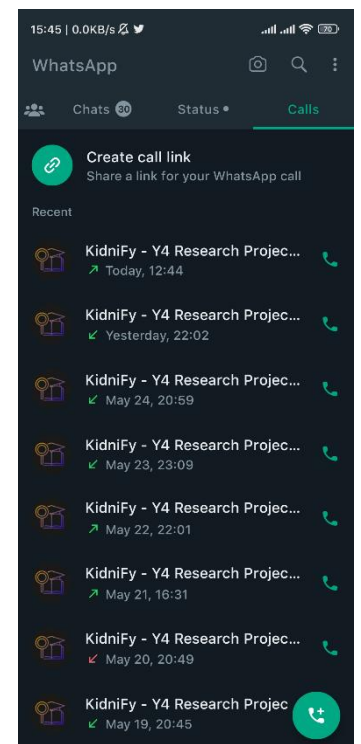 15:45 | 0.0KB/s 70
WhatsApp
Chats 30 Status Calls
Create call link
Share a link for your WhatsApp call
Recent
KidniFy - Y4 Research Projec...
Today, 12:44
KidniFy - Y4 Research Projec...
Yesterday, 22:02
KidniFy - Y4 Research Projec...
May 24, 20:59
KidniFy - Y4 Research Projec...
May 23, 23:09
KidniFy - Y4 Research Projec...
May 22, 22:01
KidniFy - Y4 Research Projec...
May 21, 16:31
KidniFy - Y4 Research Projec...
May 20, 20:49
KidniFy - Y4 Research Projec
May 19, 20:45